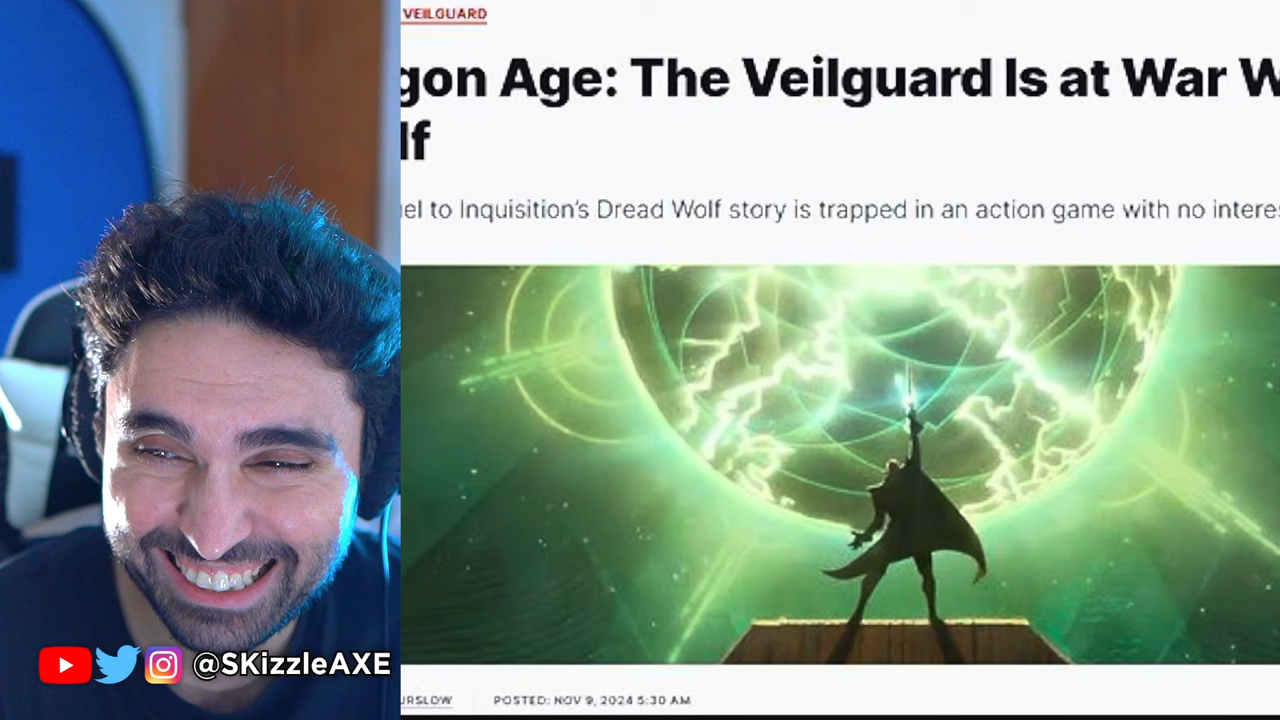 VEILGUARD
gon Age: The Veilguard Is at War W
lf
el to Inquisition's Dread Wolf story is trapped in an action game with no interes
@SKizzleAXE
URSLOW
POSTED: NOV 9, 2024 5:30 AM